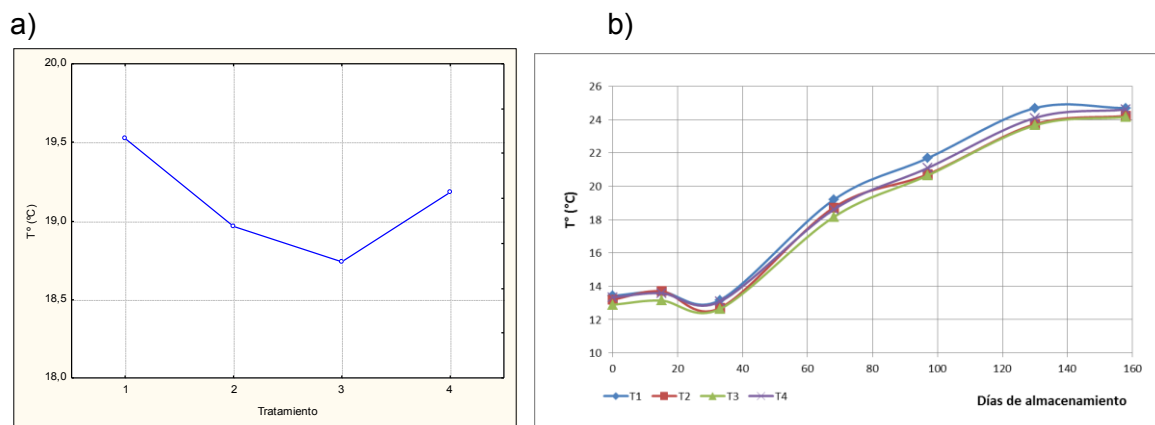 a)
20,0
19,5
19,0
18,5
18,0
Tº (ºC)
1 2 3 4
Tratamiento
b)
26
24
22
20
18
16
14
12
10
T° (°C)
0 20 40 60 80 100 120 140 160
T1 T2 T3 T4
Días de almacenamiento